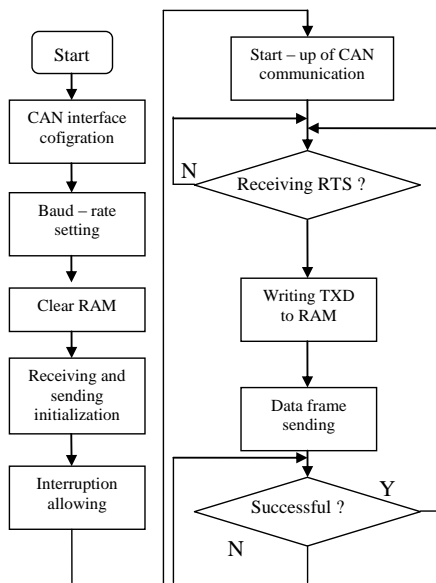 Start
CAN interface
cofigration
Baud – rate
setting
Clear RAM
Receiving and
sending
initialization
Interruption
allowing
Start – up of CAN
communication
N
Receiving RTS ?
Writing TXD
to RAM
Data frame
sending
Successful ?
Y
N